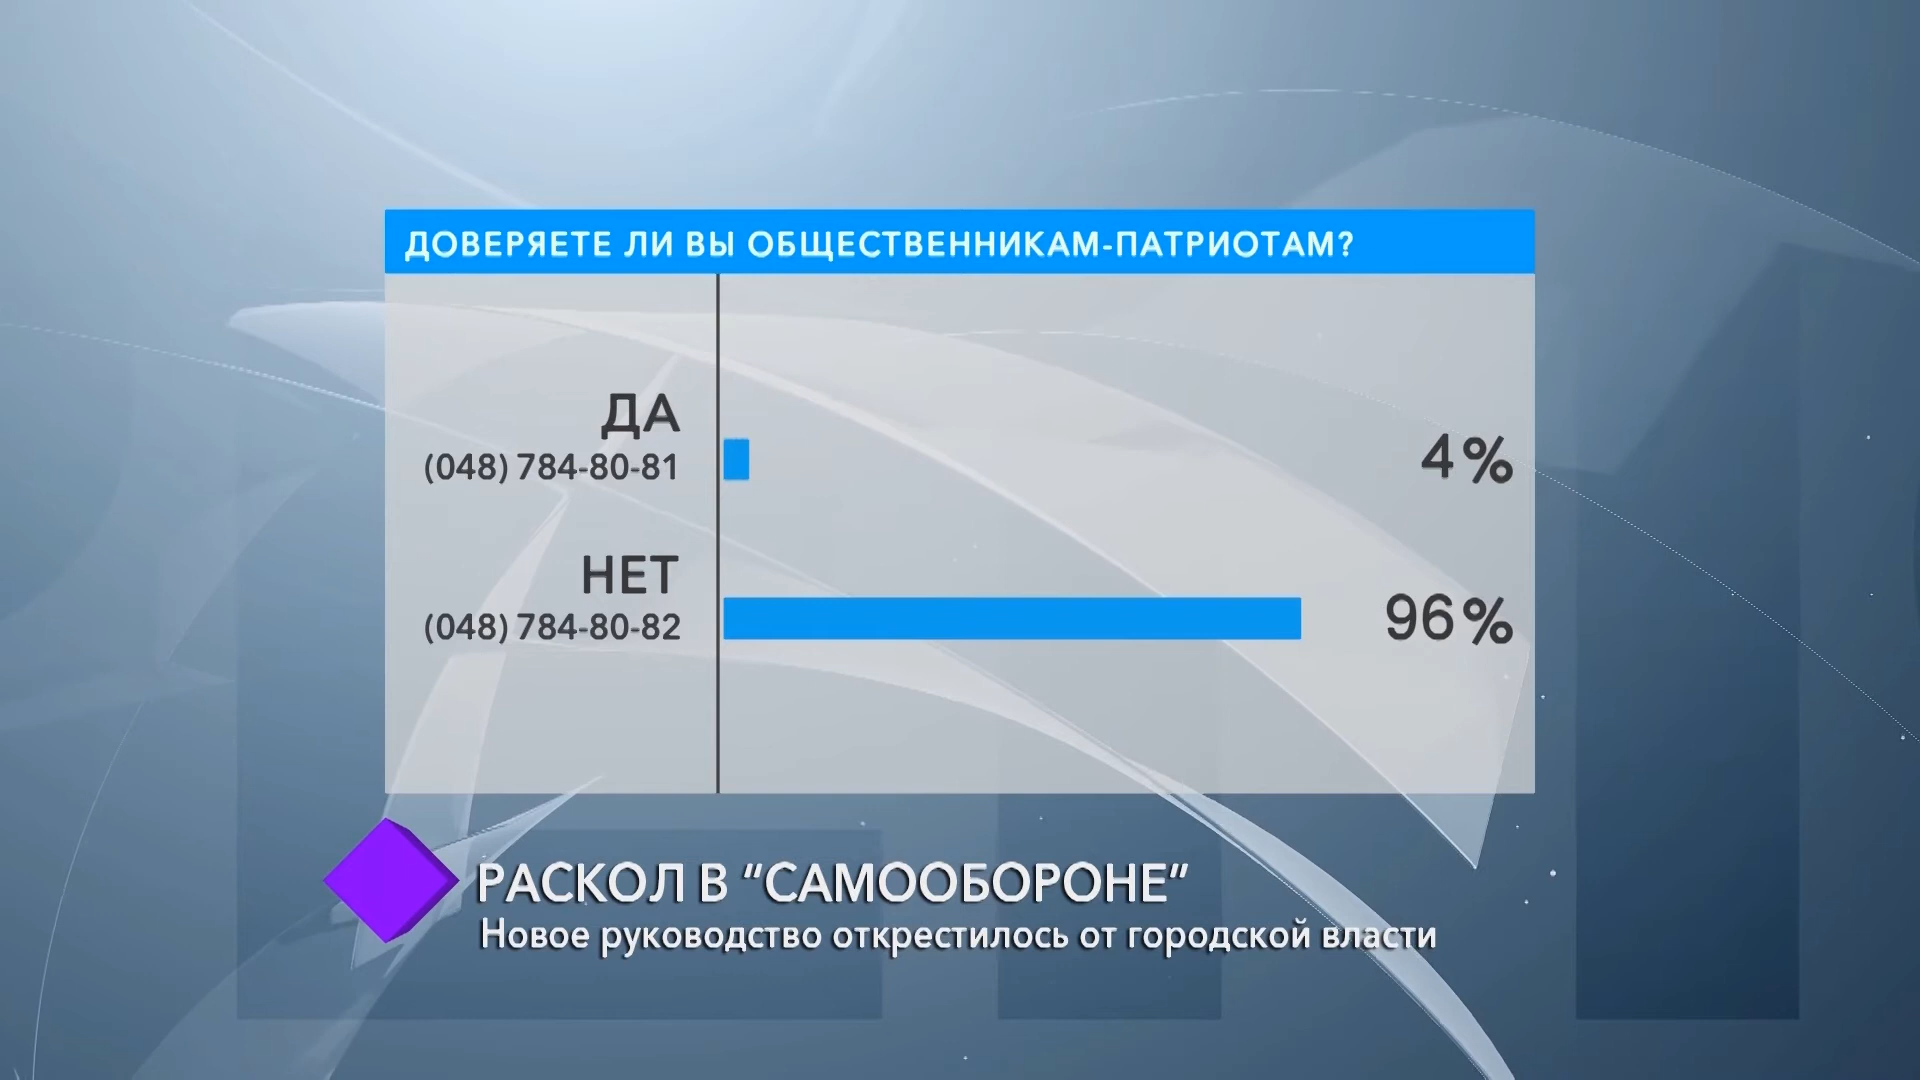 ДОВЕРЯЕТЕ ЛИ ВЫ ОБЩЕСТВЕННИКАМ-ПАТРИОТАМ?
ДА
(048) 784-80-81
4%
НЕТ
(048) 784-80-82
96%
РАСКОЛ В "САМООБОРОНЕ"
Новое руководство открестилось от городской власти